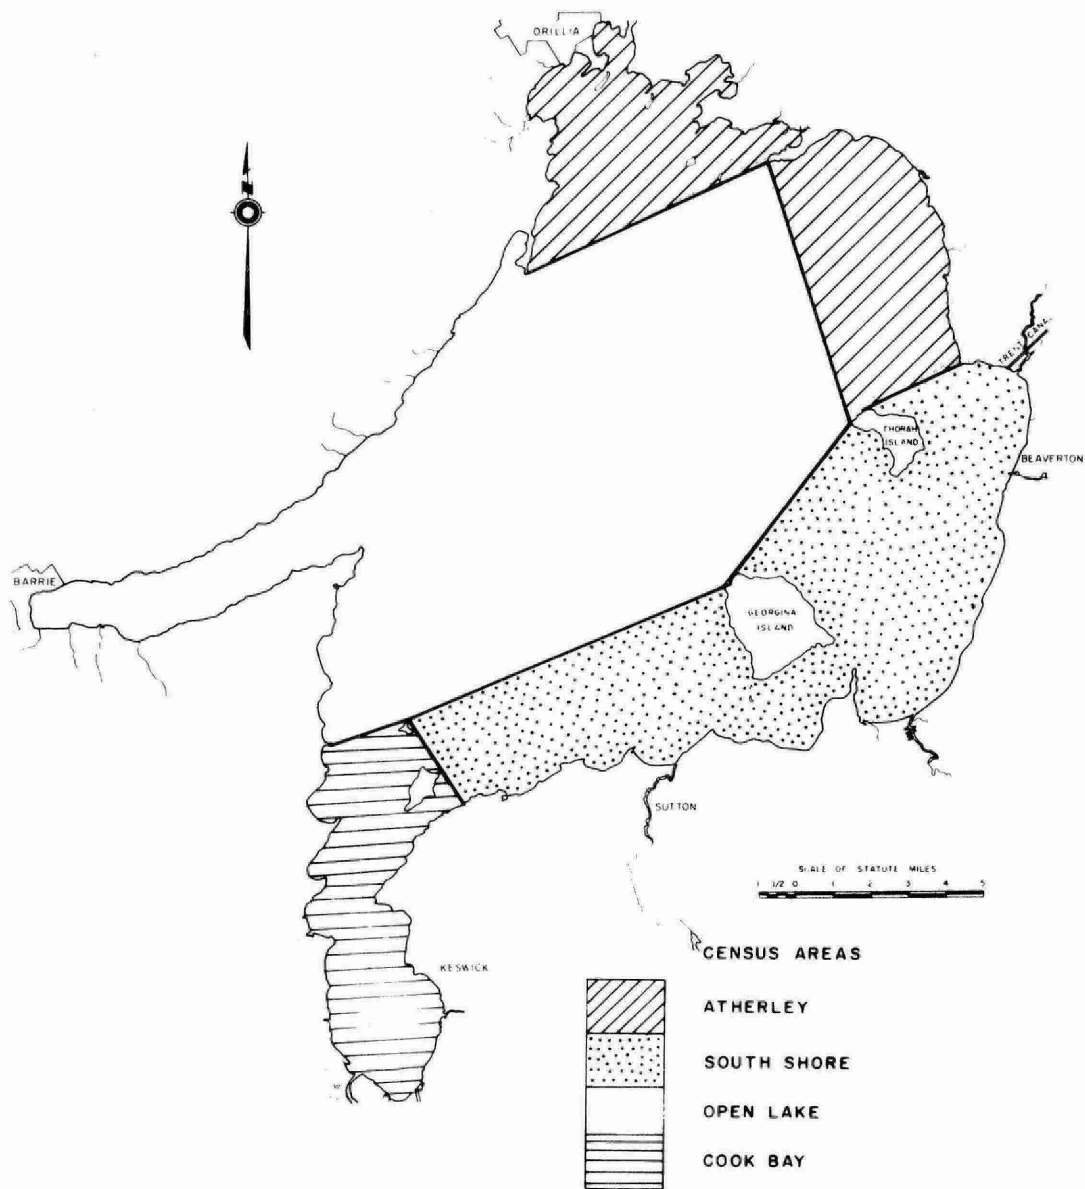 ORILLIA
N
TRENT CANA
THORAH
ISLAND
BEAVERTON
BARRIE
GEORGINA
ISLAND
SUTTON
SCALE OF STATUTE MILES
1 1/2 0 1 2 3 4 5
KESWICK
CENSUS AREAS
ATHERLEY
SOUTH SHORE
OPEN LAKE
COOK BAY